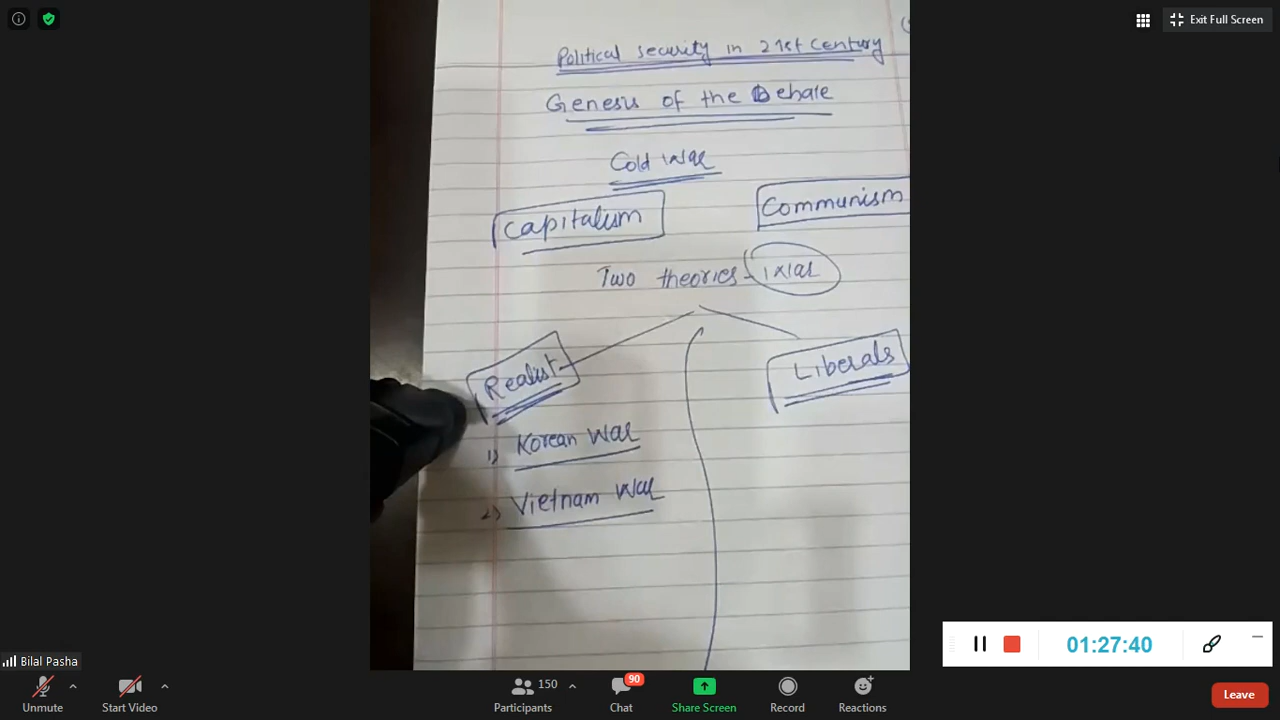 Exit Full Screen
Political security in 21st Century
Genesis of the Debate
Cold War
Capitalism
Communism
Two theories - War
Realist
Liberals
1) Korean War
2) Vietnam War
01:27:40
Bilal Pasha
150
90
Unmute
Start Video
Participants
Chat
Share Screen
Record
Reactions
Leave